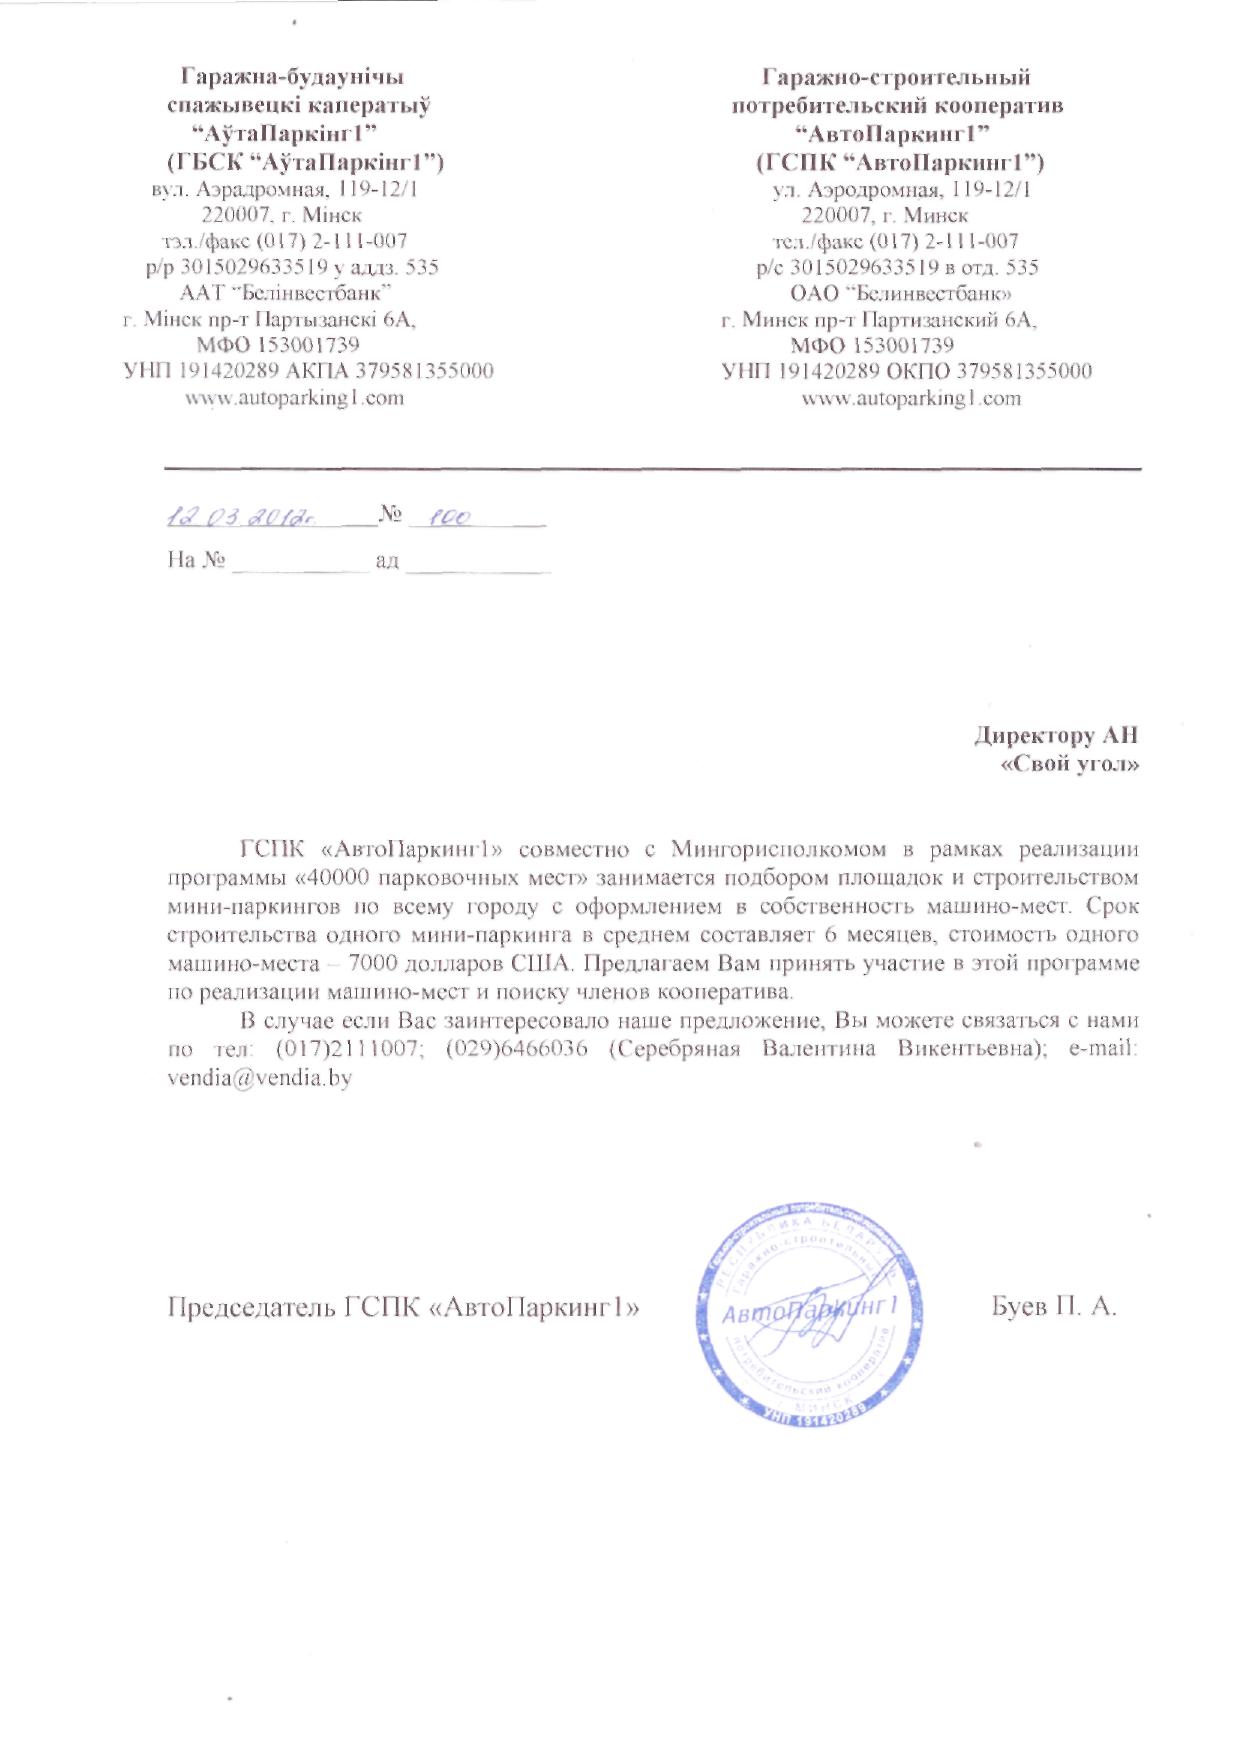 Гаражна-будаўнічы
спажывецкі каператыў
“АўтаПаркінг1”
(ГБСК “АўтаПаркінг1”)
вул. Аэрадромная, 119-12/1
220007, г. Мінск
тэл./факс (017) 2-111-007
р/р 3015029633519 у аддз. 535
ААТ “Белінвестбанк”
г. Мінск пр-т Партызанскі 6А,
МФО 153001739
УНП 191420289 АКПА 379581355000
www.autoparking1.com
Гаражно-строительный
потребительский кооператив
“АвтоПаркинг1”
(ГСПК “АвтоПаркинг1”)
ул. Аэродромная, 119-12/1
220007, г. Минск
тел./факс (017) 2-111-007
р/с 3015029633519 в отд. 535
ОАО “Белинвестбанк»
г. Минск пр-т Партизанский 6А,
МФО 153001739
УНП 191420289 ОКПО 379581355000
www.autoparking1.com
12 03 2012г. № 100
На № ____________ ад ____________
Директору АН
«Свой угол»
ГСПК «АвтоПаркинг1» совместно с Мингорисполкомом в рамках реализации
программы «40000 парковочных мест» занимается подбором площадок и строительством
мини-паркингов по всему городу с оформлением в собственность машино-мест. Срок
строительства одного мини-паркинга в среднем составляет 6 месяцев, стоимость одного
машино-места – 7000 долларов США. Предлагаем Вам принять участие в этой программе
по реализации машино-мест и поиску членов кооператива.
В случае если Вас заинтересовало наше предложение, Вы можете связаться с нами
по тел: (017)2111007; (029)6466036 (Серебряная Валентина Викентьевна); e-mail:
vendia@vendia.by
Председатель ГСПК «АвтоПаркинг1»
РЕСПУБЛИКА БЕЛАРУСЬ
Гаражно-строительный
АвтоПаркинг1
потребительский кооператив
г. МИНСК
УНП 191420289
Буев П. А.